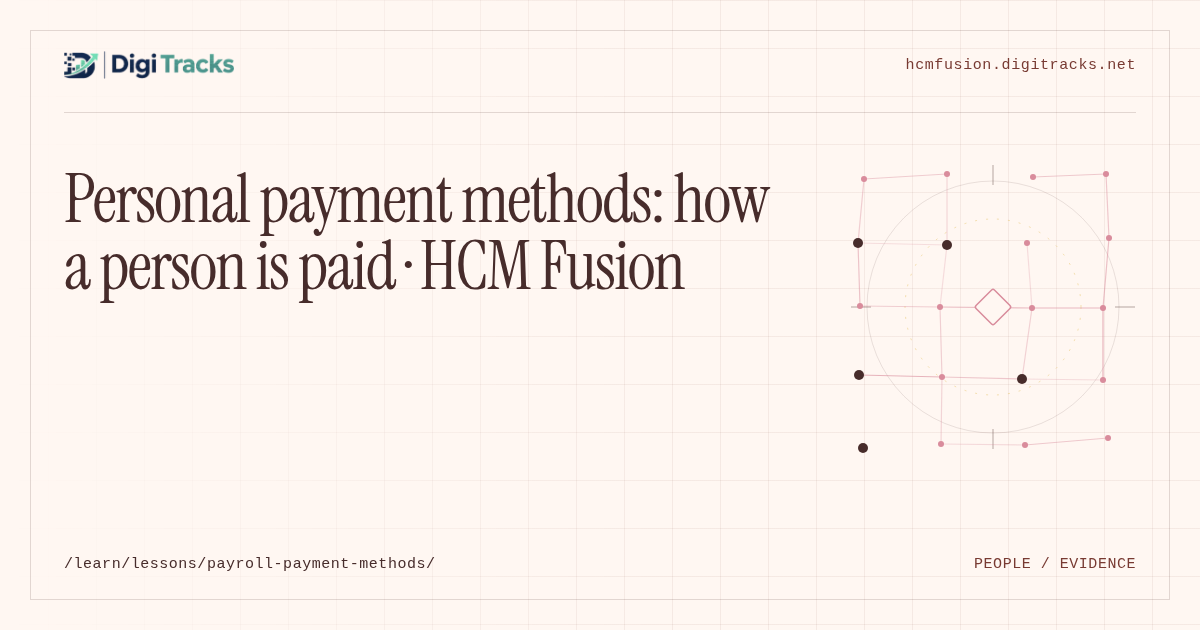 Digi Tracks
hcmfusion.digitracks.net
Personal payment methods: how
a person is paid · HCM Fusion
/learn/lessons/payroll-payment-methods/
PEOPLE / EVIDENCE